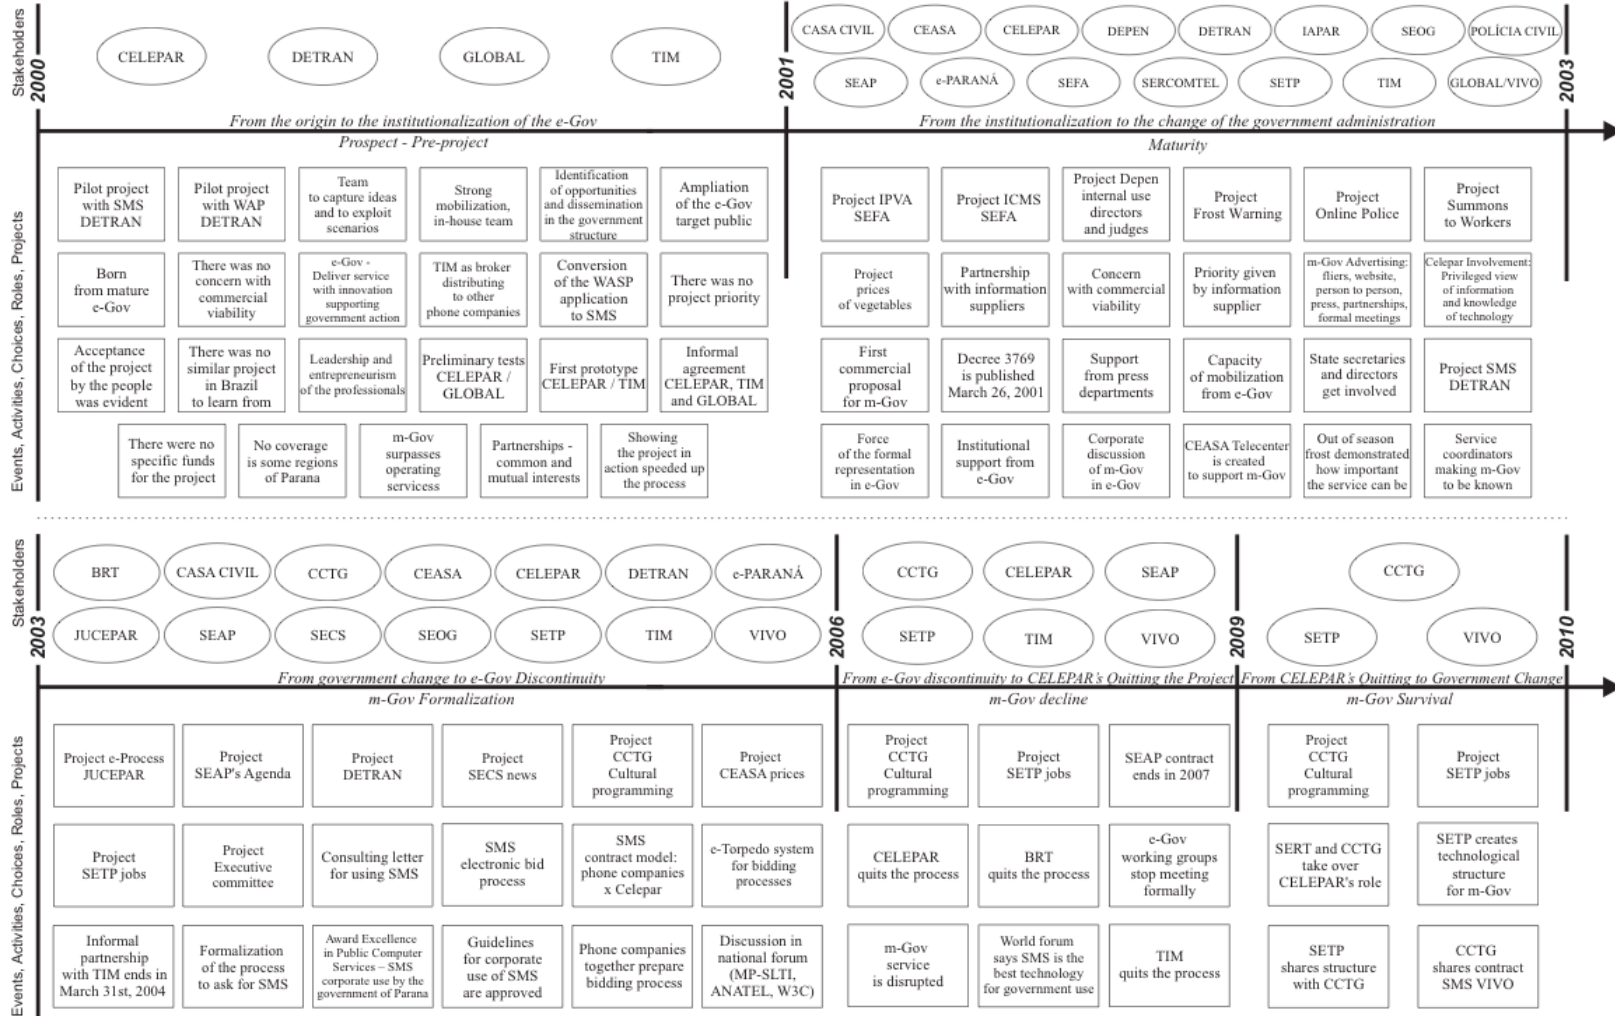 Stakeholders
2000
CELEPAR
DETRAN
GLOBAL
TIM
2001
CASA CIVIL
CEASA
CELEPAR
DEPEN
DETRAN
IAPAR
SEOG
POLÍCIA CIVIL
SEAP
e-PARANÁ
SEFA
SERCOMTEL
SETP
TIM
GLOBAL/VIVO
2003
From the origin to the institutionalization of the e-Gov
From the institutionalization to the change of the government administration
Prospect - Pre-project
Maturity
Events, Activities, Choices, Roles, Projects
Pilot project
with SMS
DETRAN
Pilot project
with WAP
DETRAN
Team
to capture ideas
and to exploit
scenarios
Strong
mobilization,
in-house team
Identification
of opportunities
and dissemination
in the government
structure
Ampliation
of the e-Gov
target public
Project IPVA
SEFA
Project ICMS
SEFA
Project Depen
internal use
directors
and judges
Project
Frost Warning
Project
Online Police
Project
Summons
to Workers
Born
from mature
e-Gov
There was no
concern with
commercial
viability
e-Gov -
Deliver service
with innovation
supporting
government action
TIM as broker
distributing
to other
phone companies
Conversion
of the WASP
application
to SMS
There was no
project priority
Project
prices
of vegetables
Partnership
with information
suppliers
Concern
with commercial
viability
Priority given
by information
supplier
m-Gov Advertising:
fliers, website,
person to person,
press, partnerships,
formal meetings
Celepar Involvement:
Privileged view
of information
and knowledge
of technology
Acceptance
of the project
by the people
was evident
There was no
similar project
in Brazil
to learn from
Leadership and
entrepreneurism
of the professionals
Preliminary tests
CELEPAR /
GLOBAL
First prototype
CELEPAR / TIM
Informal
agreement
CELEPAR, TIM
and GLOBAL
First
commercial
proposal
for m-Gov
Decree 3769
is published
March 26, 2001
Support
from press
departments
Capacity
of mobilization
from e-Gov
State secretaries
and directors
get involved
Project SMS
DETRAN
There were no
specific funds
for the project
No coverage
is some regions
of Parana
m-Gov
surpasses
operating
services
Partnerships -
common and
mutual interests
Showing
the project in
action speeded up
the process
Force
of the formal
representation
in e-Gov
Institutional
support from
e-Gov
Corporate
discussion
of m-Gov
in e-Gov
CEASA Telecenter
is created
to support m-Gov
Out of season
frost demonstrated
how important
the service can be
Service
coordinators
making m-Gov
to be known
Stakeholders
2003
BRT
CASA CIVIL
CCTG
CEASA
CELEPAR
DETRAN
e-PARANÁ
JUCEPAR
SEAP
SECS
SEOG
SETP
TIM
VIVO
2006
CCTG
CELEPAR
SEAP
SETP
TIM
VIVO
2009
CCTG
SETP
VIVO
2010
From government change to e-Gov Discontinuity
From e-Gov discontinuity to CELEPAR's Quitting the Project
From CELEPAR's Quitting to Government Change
m-Gov Formalization
m-Gov decline
m-Gov Survival
Events, Activities, Choices, Roles, Projects
Project e-Process
JUCEPAR
Project
SEAP's Agenda
Project
DETRAN
Project
SECS news
Project
CCTG
Cultural
programming
Project
CEASA prices
Project
CCTG
Cultural
programming
Project
SETP jobs
SEAP contract
ends in 2007
Project
CCTG
Cultural
programming
Project
SETP jobs
Project
SETP jobs
Project
Executive
committee
Consulting letter
for using SMS
SMS
electronic bid
process
SMS
contract model:
phone companies
x Celepar
e-Torpedo system
for bidding
processes
CELEPAR
quits the process
BRT
quits the process
e-Gov
working groups
stop meeting
formally
SERT and CCTG
take over
CELEPAR's role
SETP creates
technological
structure
for m-Gov
Informal
partnership
with TIM ends in
March 31st, 2004
Formalization
of the process
to ask for SMS
Award Excellence
in Public Computer
Services – SMS
corporate use by the
government of Parana
Guidelines
for corporate
use of SMS
are approved
Phone companies
together prepare
bidding process
Discussion in
national forum
(MP-SLTI,
ANATEL, W3C)
m-Gov
service
is disrupted
World forum
says SMS is the
best technology
for government use
TIM
quits the process
SETP
shares structure
with CCTG
CCTG
shares contract
SMS VIVO